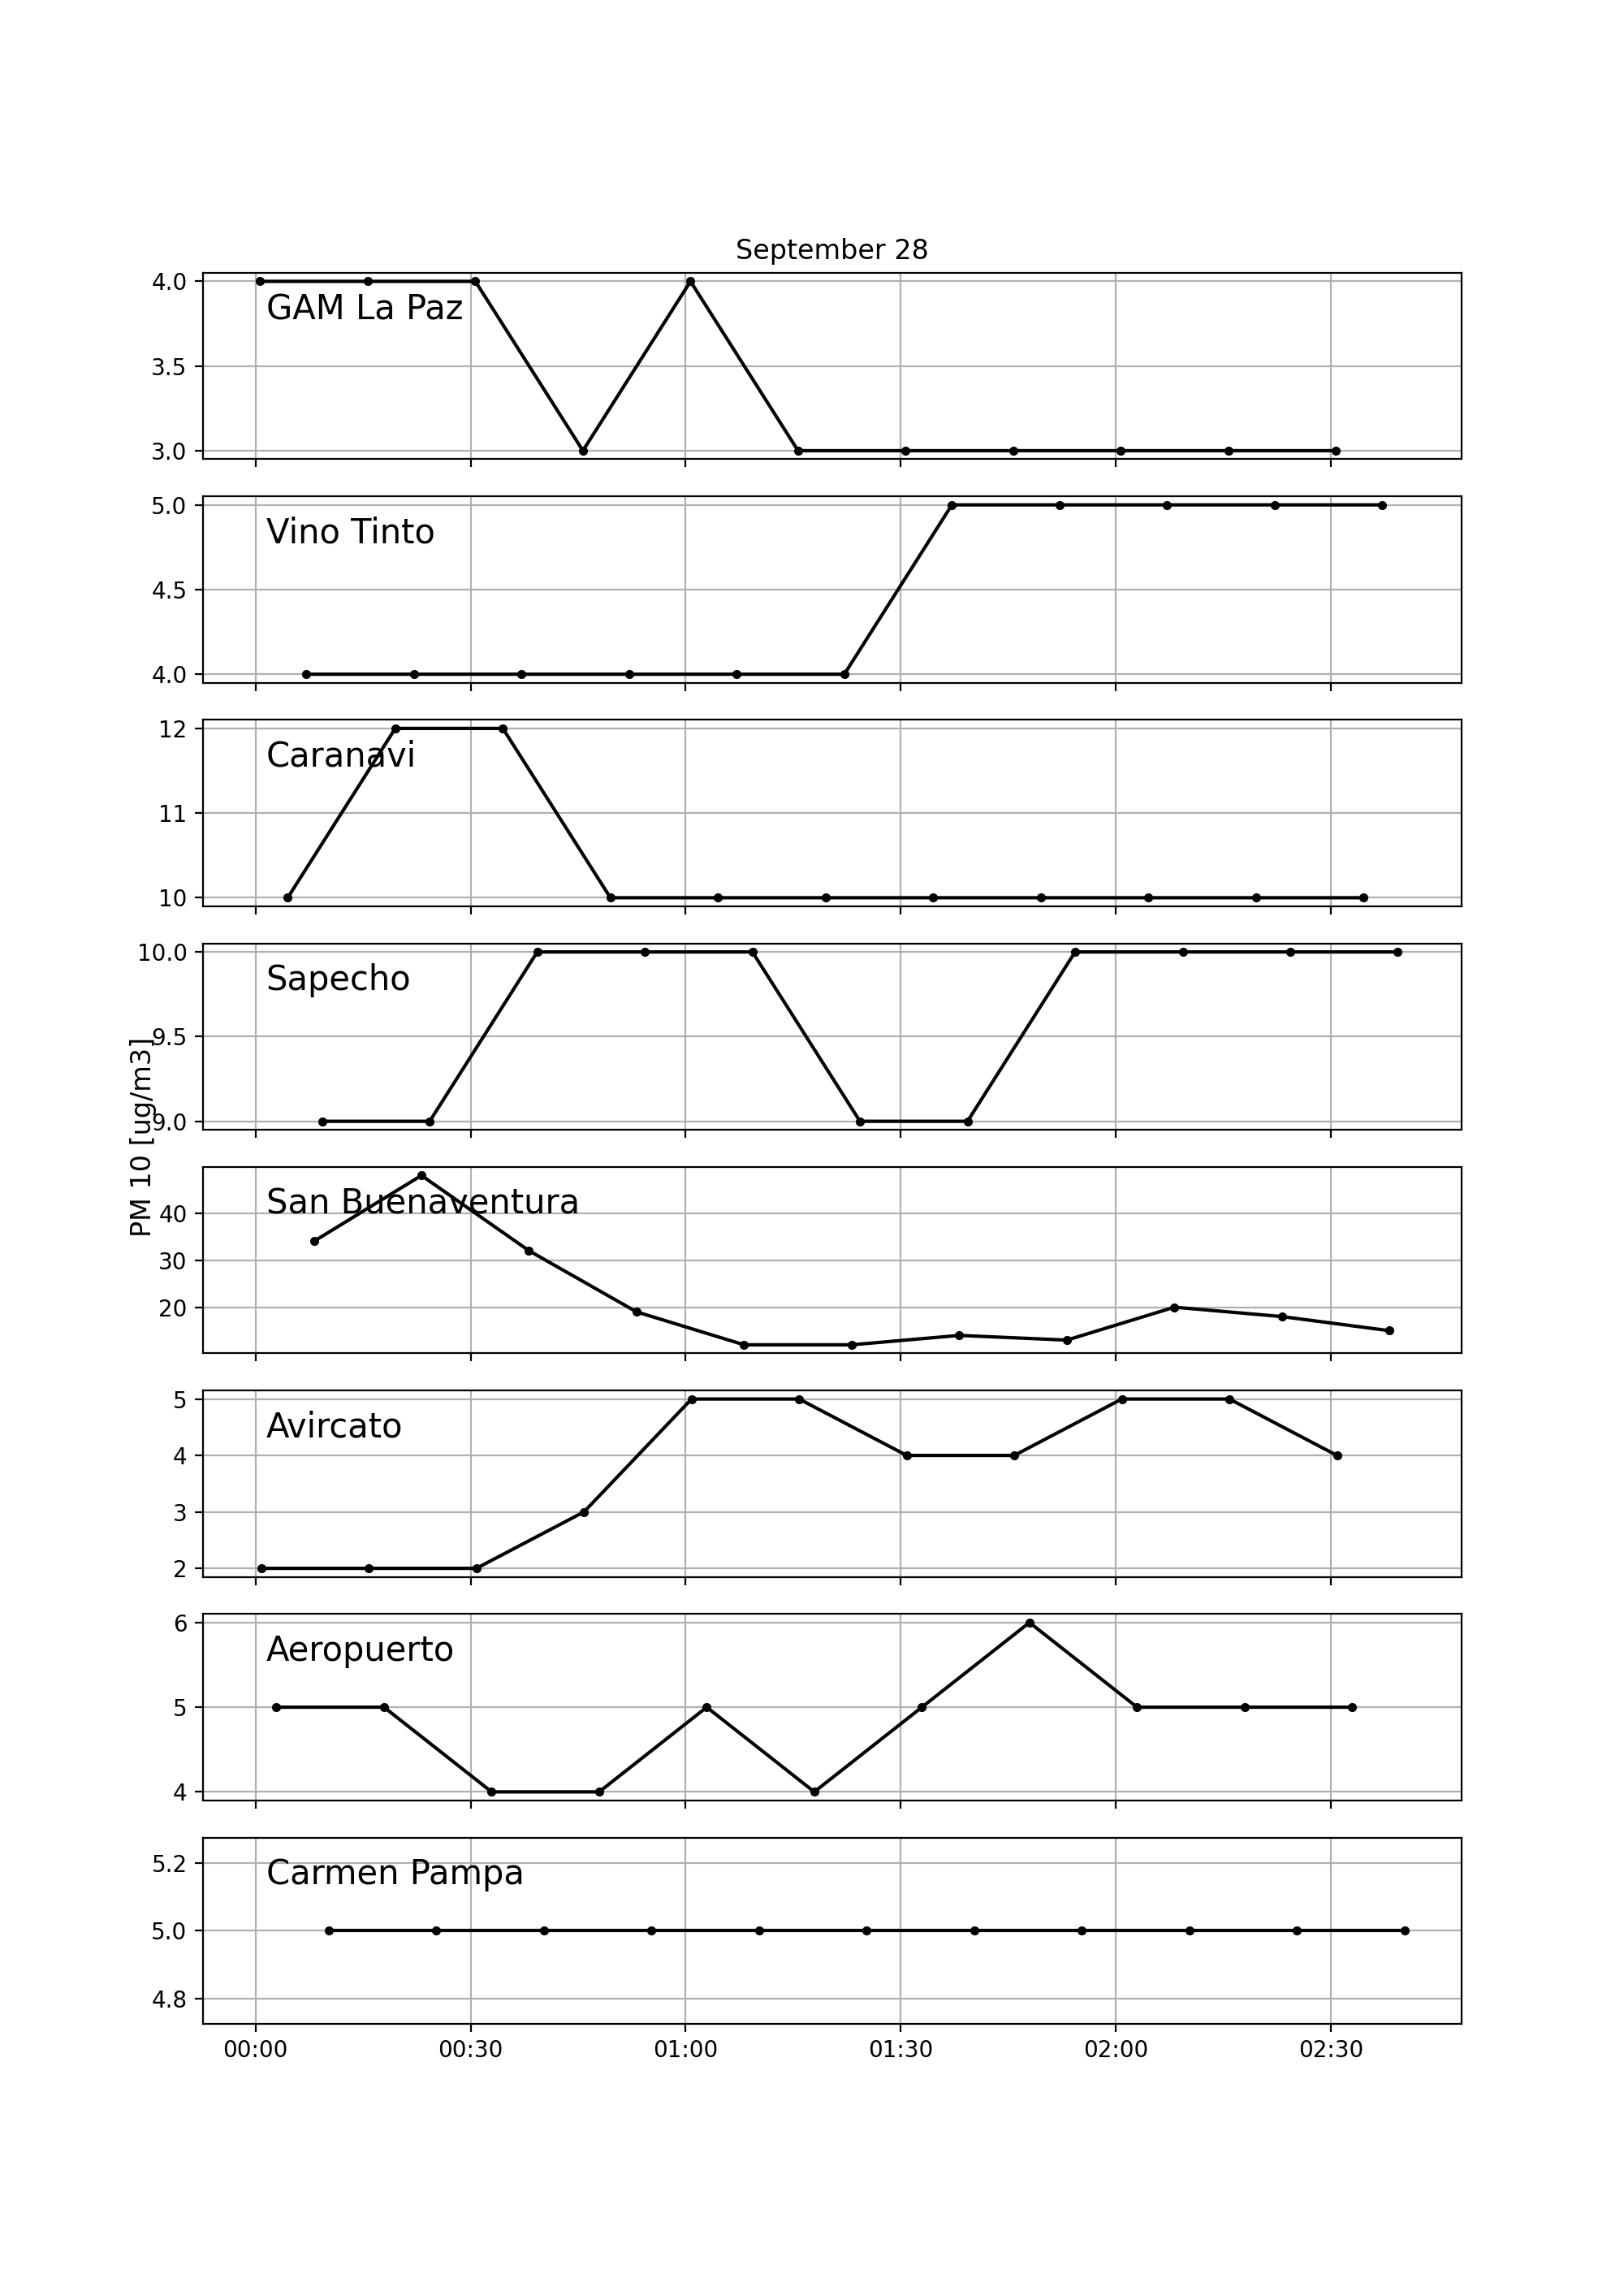 September 28
4.0
GAM La Paz
3.5
3.0
5.0
Vino Tinto
4.5
4.0
12
Caranavi
11
10
10.0
Sapecho
9.5
9.0
PM 10 [ug/m3]
San Buenaventura
40
30
20
5
Avircato
4
3
2
6
Aeropuerto
5
4
5.2
Carmen Pampa
5.0
4.8
00:00 00:30 01:00 01:30 02:00 02:30